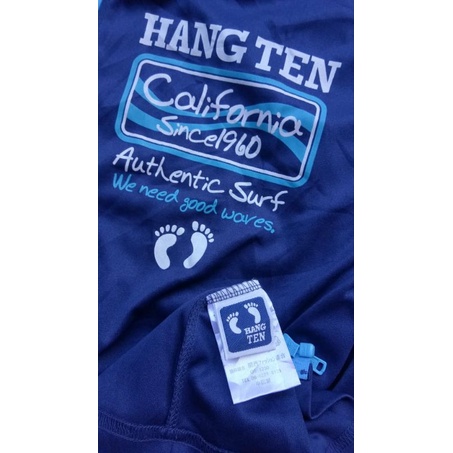 HANG TEN
California
Since1960
Authentic Surf
We need good waves.
HANG
TEN